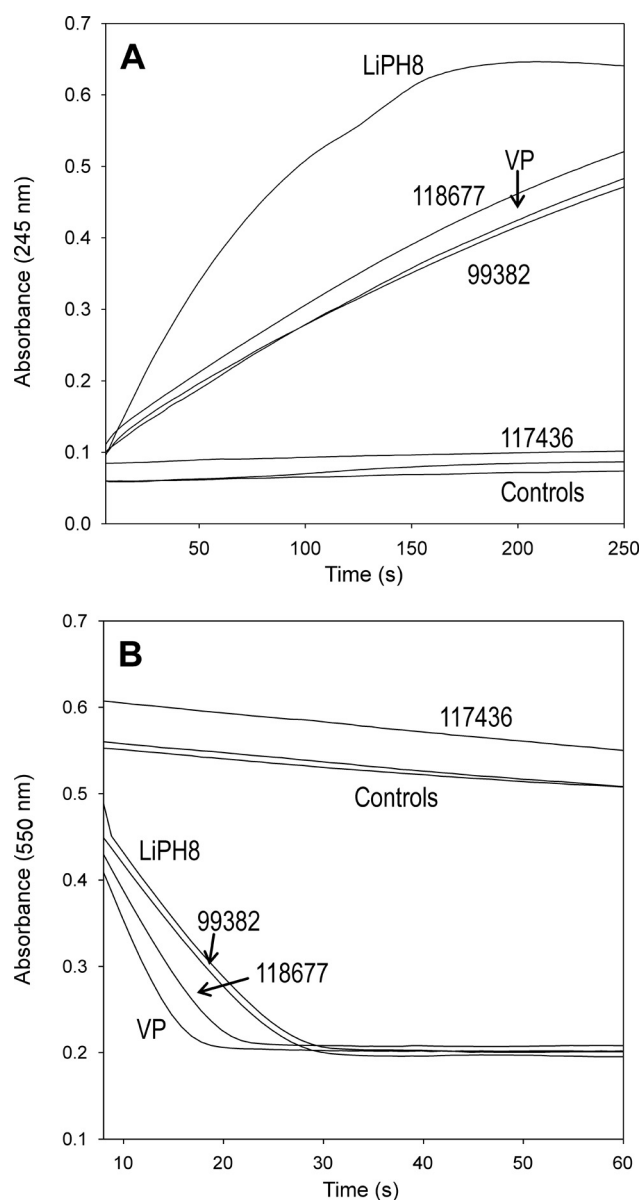 A
Absorbance (245 nm)
0.7
0.6
0.5
0.4
0.3
0.2
0.1
0.0
LiPH8
VP
118677
99382
117436
Controls
50 100 150 200 250
Time (s)
B
Absorbance (550 nm)
0.7
0.6
0.5
0.4
0.3
0.2
0.1
117436
Controls
LiPH8
99382
118677
VP
10 20 30 40 50 60
Time (s)